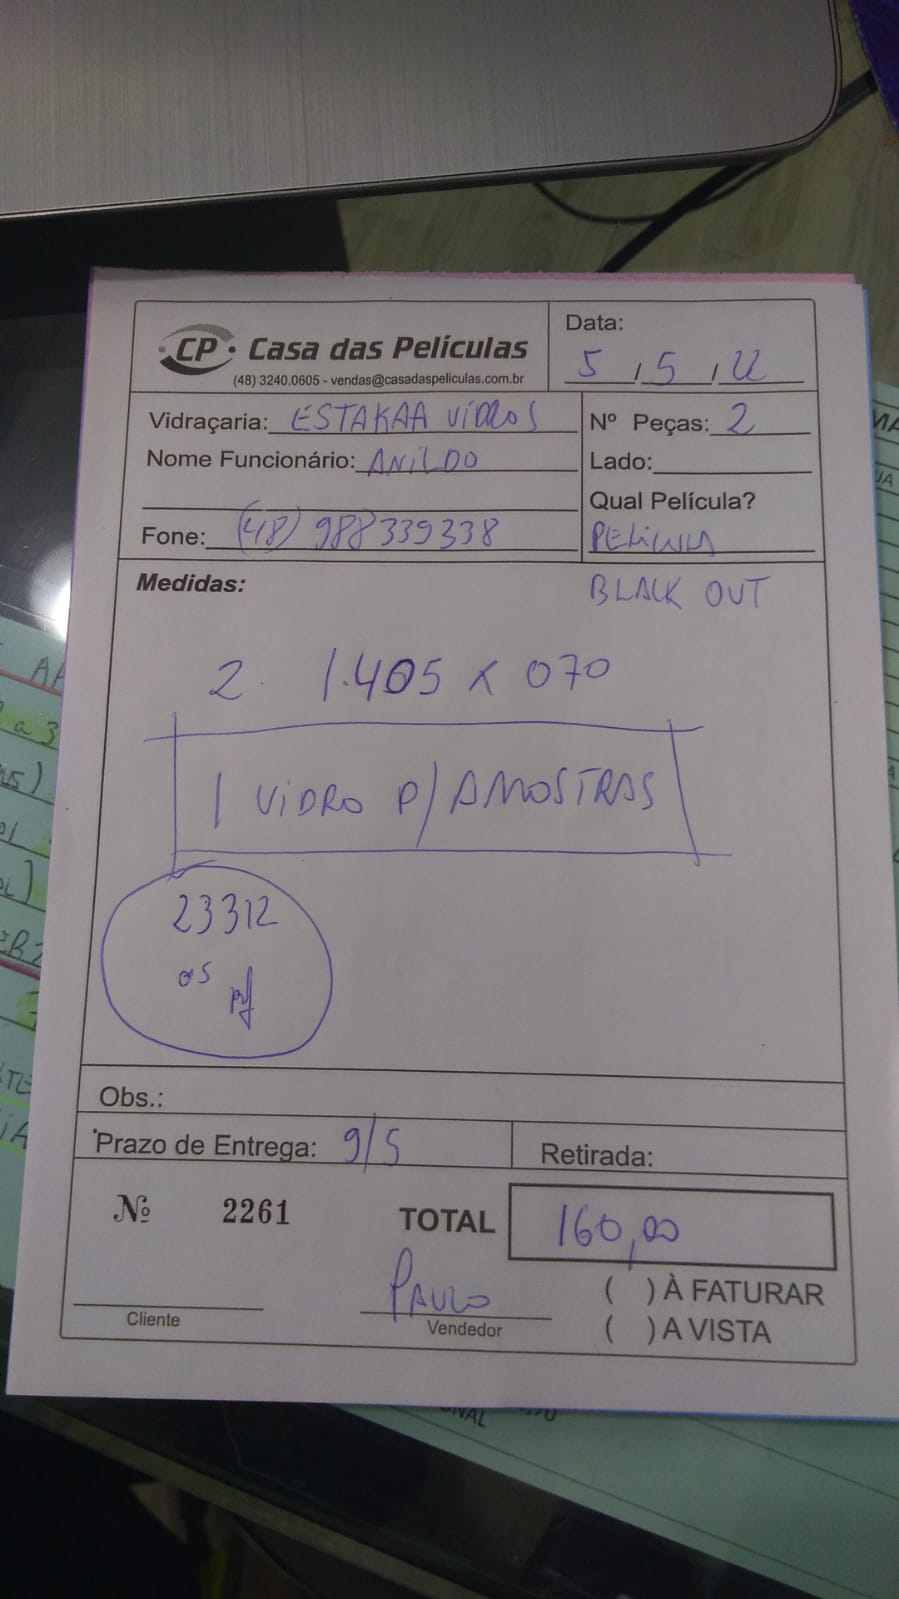 CP Casa das Películas
(48) 3240.0605 - vendas@casadaspeliculas.com.br
Data:
5 / 5 / 22
Vidraçaria: ESTAKAA VIDROS
Nº Peças: 2
Nome Funcionário: ANILDO
Lado:
Qual Película?
Fone: (48) 988339338
PELICULA
BLACK OUT
Medidas:
2. 1.405 x 070
1 VIDRO P/ AMOSTRAS
23312
os
Obs.:
Prazo de Entrega: 9/5
Retirada:
Nº 2261
TOTAL 160,00
PAULO
Cliente
Vendedor
( ) À FATURAR
( ) A VISTA